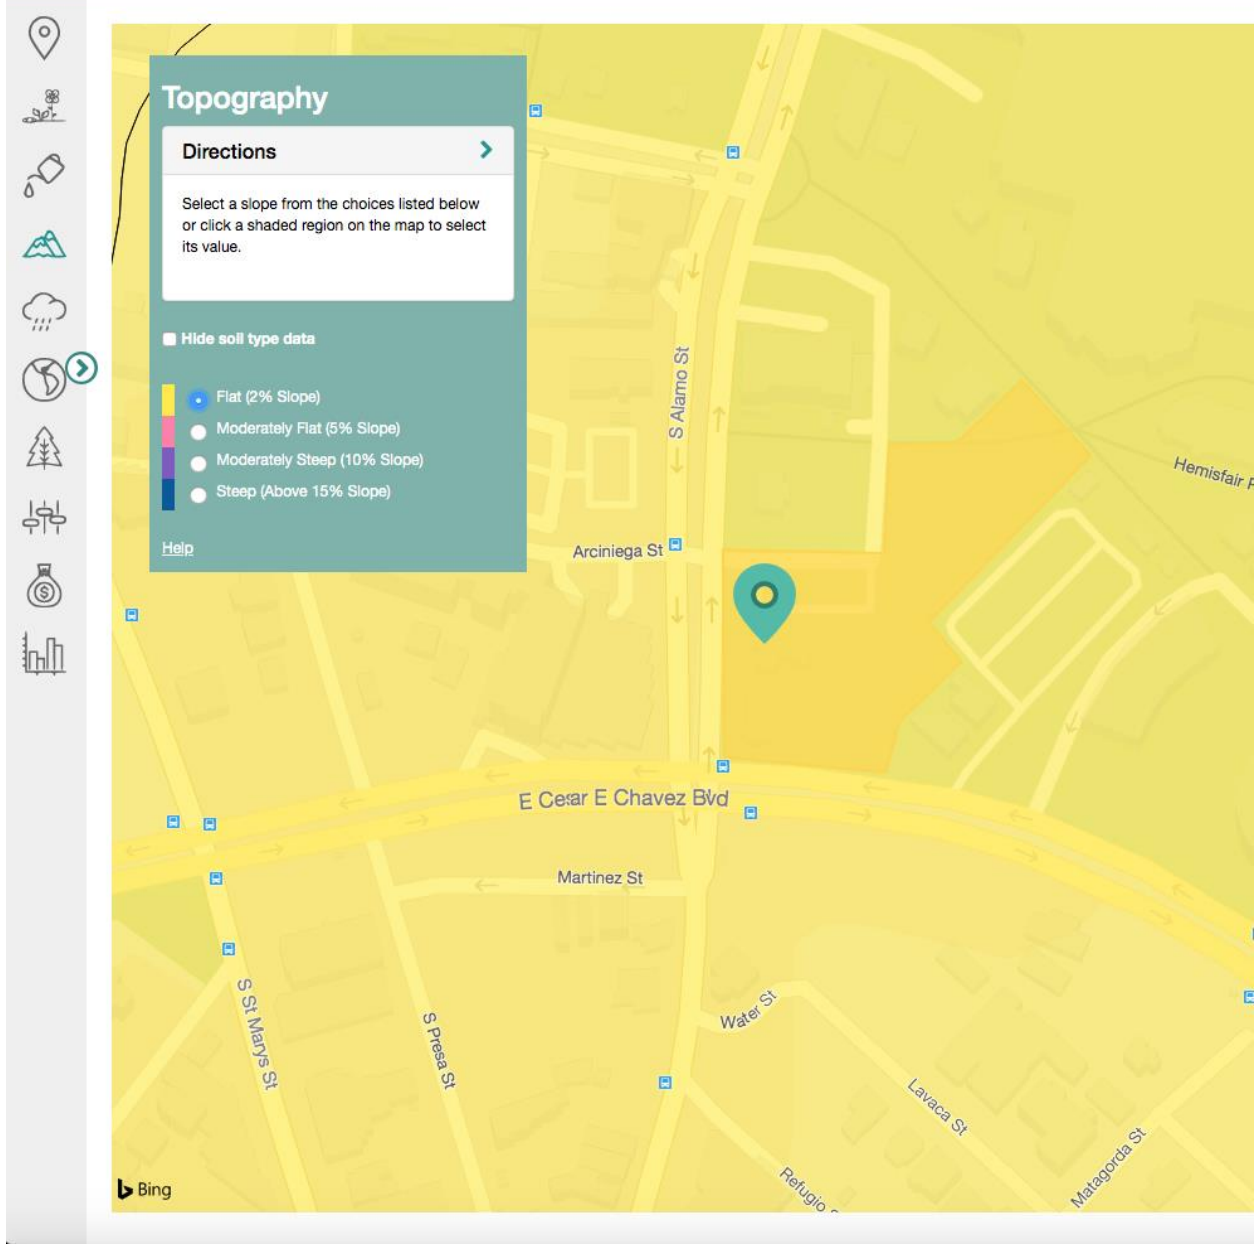 Topography
Directions
Select a slope from the choices listed below
or click a shaded region on the map to select
its value.
Hide soil type data
Flat (2% Slope)
Moderately Flat (5% Slope)
Moderately Steep (10% Slope)
Steep (Above 15% Slope)
Help
S Alamo St
Hemisfair
Arciniega St
E Cesar E Chavez Blvd
Martinez St
S St Marys St
S Presa St
Water St
Lavaca St
Matagorda St
Refugio
Bing